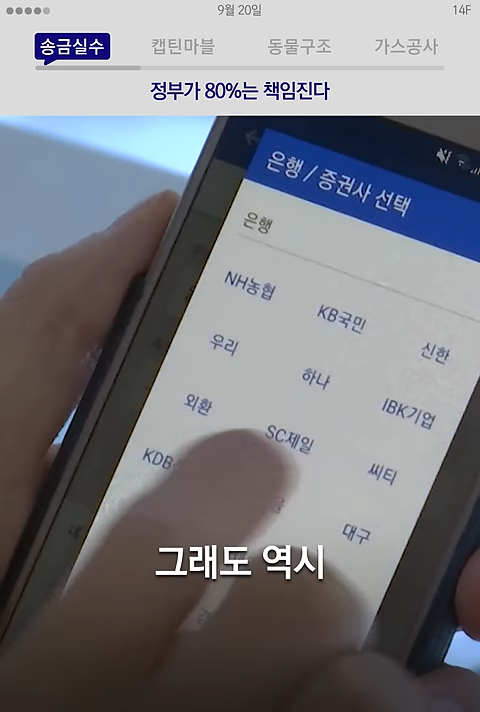 9월 20일
14F
송금실수 캡틴마블 동물구조 가스공사
정부가 80%는 책임진다
은행 / 증권사 선택
은행
NH농협 KB국민 신한
우리 하나 IBK기업
외환 SC제일 씨티
KDB
대구
그래도 역시